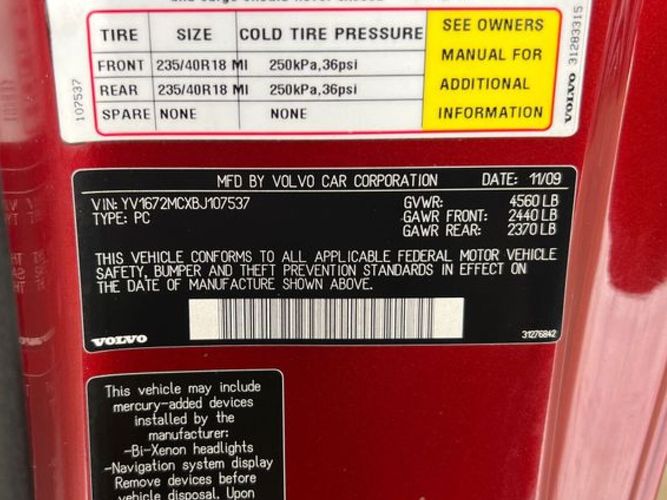 and cargo should never exceed
TIRE SIZE COLD TIRE PRESSURE
FRONT 235/40R18 MI 250kPa,36psi
REAR 235/40R18 MI 250kPa,36psi
SPARE NONE NONE
SEE OWNERS
MANUAL FOR
ADDITIONAL
INFORMATION
107537
VOLVO 31283315
MFD BY VOLVO CAR CORPORATION DATE: 11/09
VIN: YV1672MCXBJ107537 GVWR: 4560 LB
TYPE: PC GAWR FRONT: 2440 LB
GAWR REAR: 2370 LB
THIS VEHICLE CONFORMS TO ALL APPLICABLE FEDERAL MOTOR VEHICLE
SAFETY, BUMPER AND THEFT PREVENTION STANDARDS IN EFFECT ON
THE DATE OF MANUFACTURE SHOWN ABOVE.
VOLVO 31276842
This vehicle may include
mercury-added devices
installed by the
manufacturer:
-Bi-Xenon headlights
-Navigation system display
Remove devices before
vehicle disposal. Upon